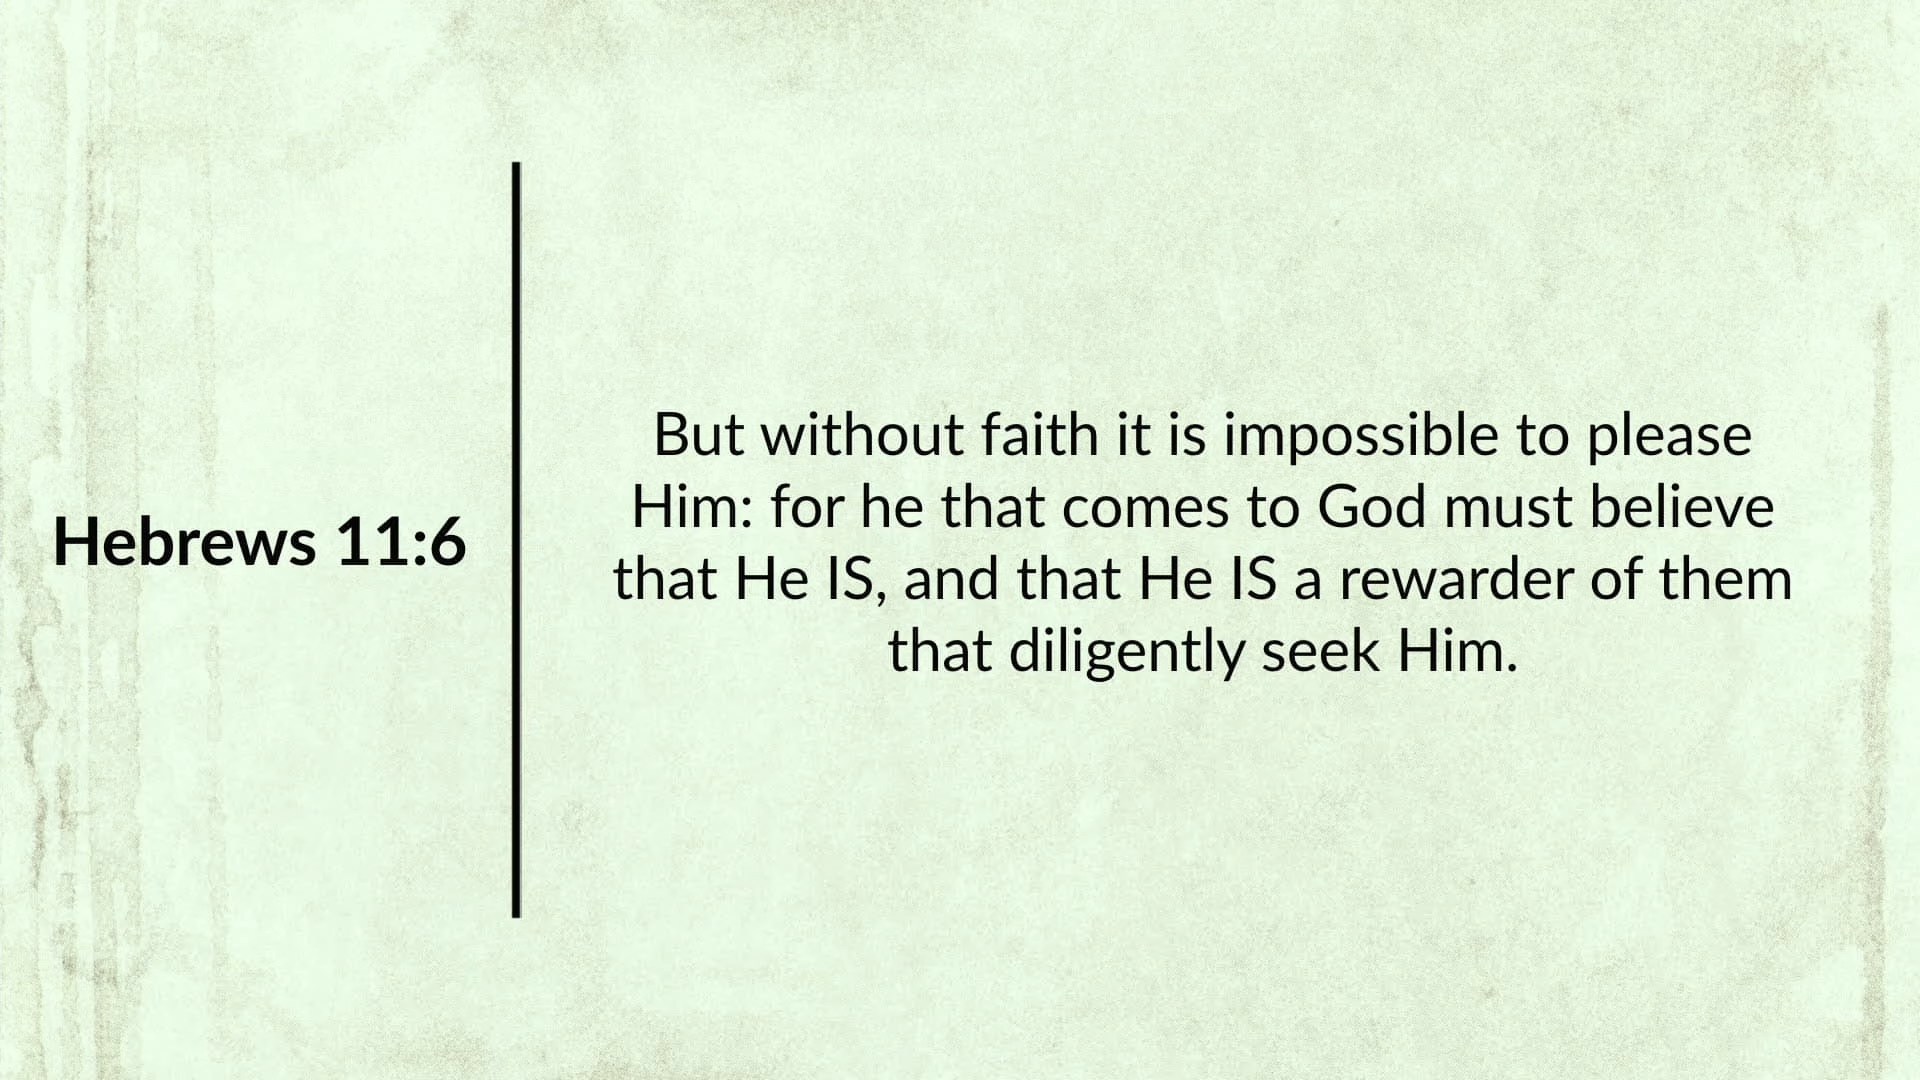 Hebrews 11:6
But without faith it is impossible to please
Him: for he that comes to God must believe
that He IS, and that He IS a rewarder of them
that diligently seek Him.